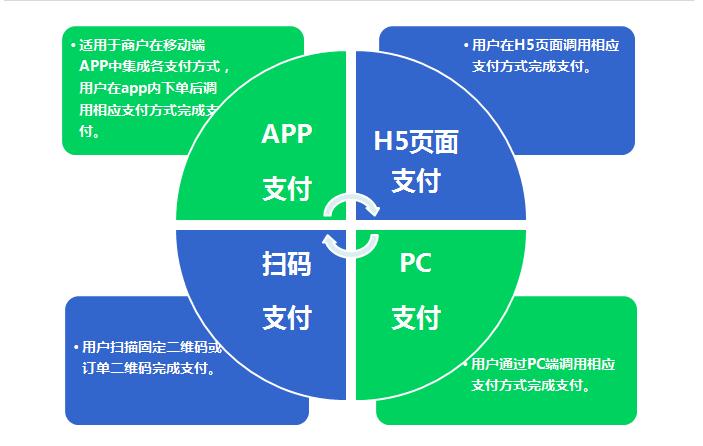 • 适用于商户在移动端
APP中集成各支付方式，
用户在app内下单后调
用相应支付方式完成支
付。
• 用户在H5页面调用相应
支付方式完成支付。
APP
支付
H5页面
支付
扫码
支付
PC
支付
• 用户扫描固定二维码或
订单二维码完成支付。
• 用户通过PC端调用相应
支付方式完成支付。